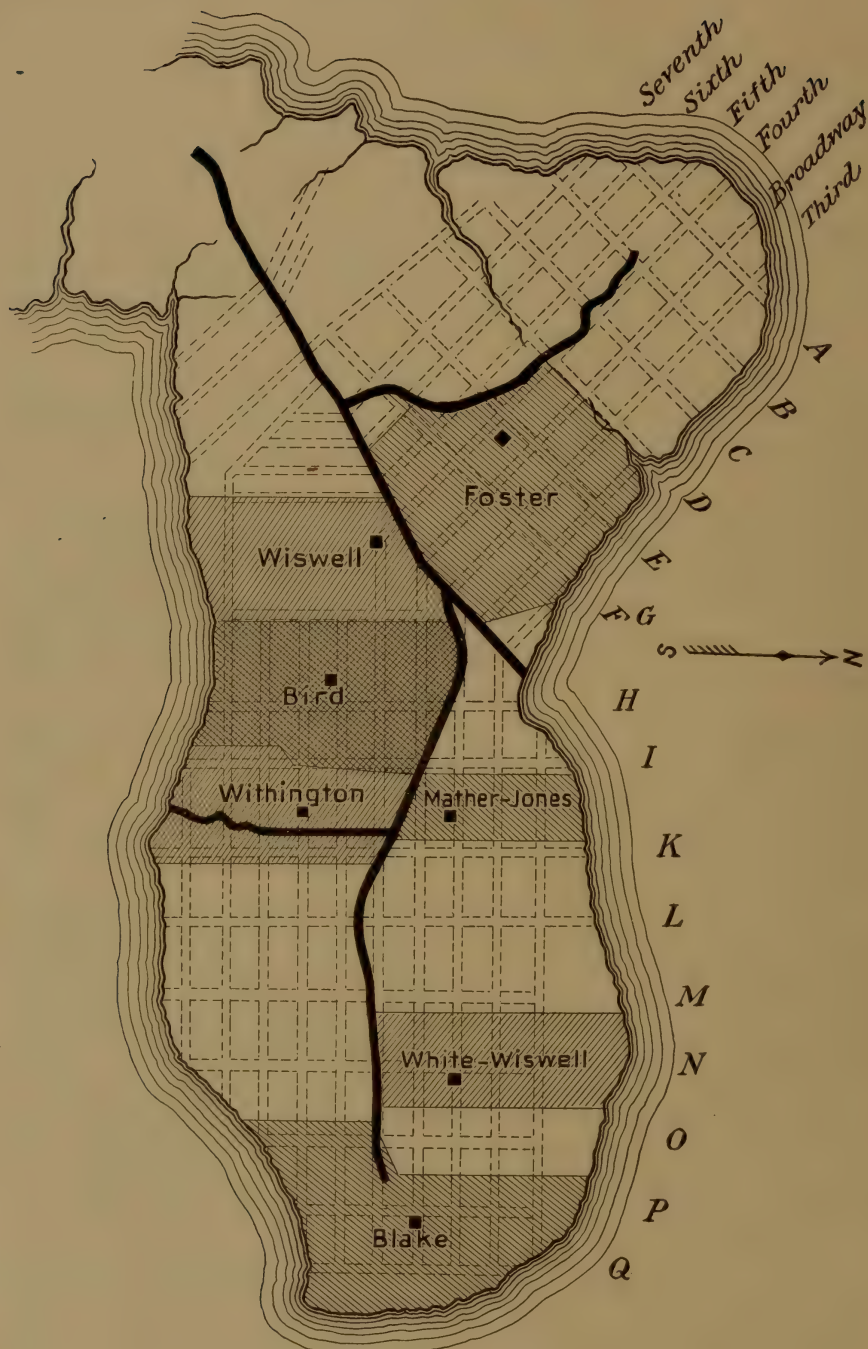 Seventh
Sixth
Fifth
Fourth
Broadway
Third
A
B
C
D
E
F
G
H
I
K
L
M
N
O
P
Q
S
N
Foster
Wiswell
Bird
Withington
Mather-Jones
White-Wiswell
Blake